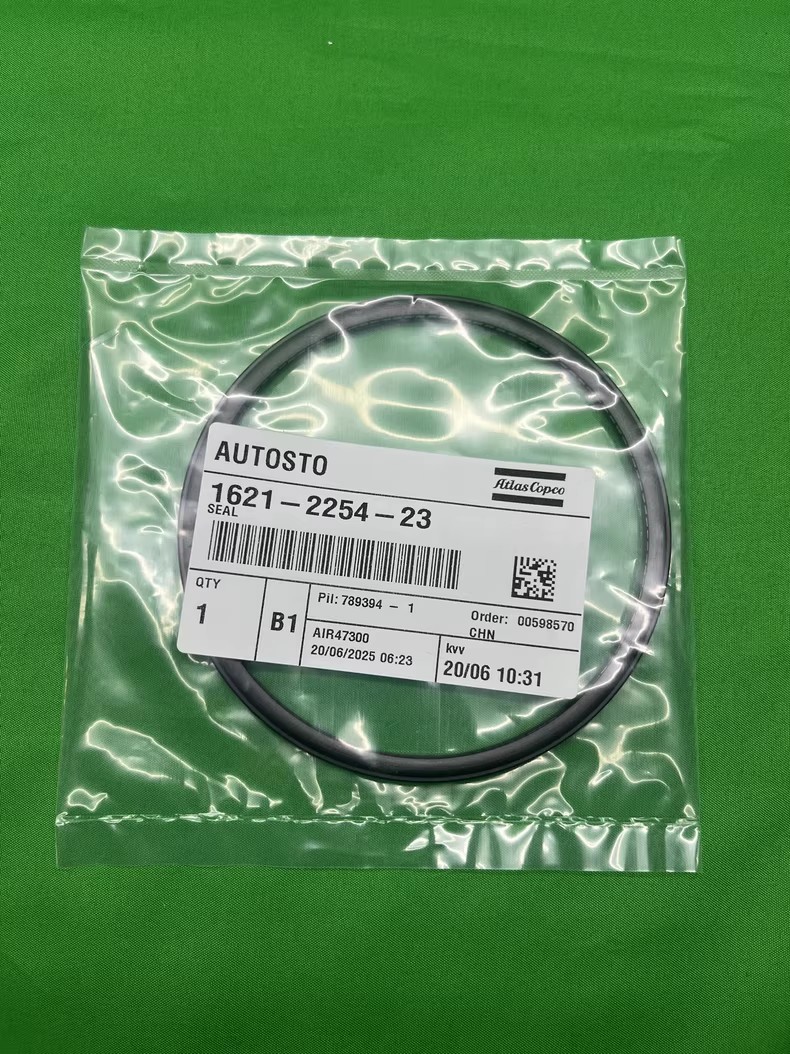 AUTOSTO
Atlas Copco
1621-2254-23
SEAL
QTY
1
B1
Pil: 789394 - 1
Order: 00598570
CHN
AIR47300
20/06/2025 06:23
kvv
20/06 10:31